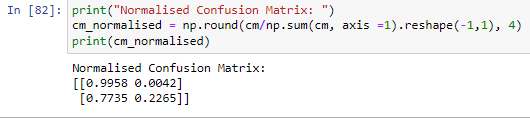 In [82]: print("Normalised Confusion Matrix: ")
cm_normalised = np.round(cm/np.sum(cm, axis =1).reshape(-1,1), 4)
print(cm_normalised)
Normalised Confusion Matrix:
[[0.9958 0.0042]
 [0.7735 0.2265]]